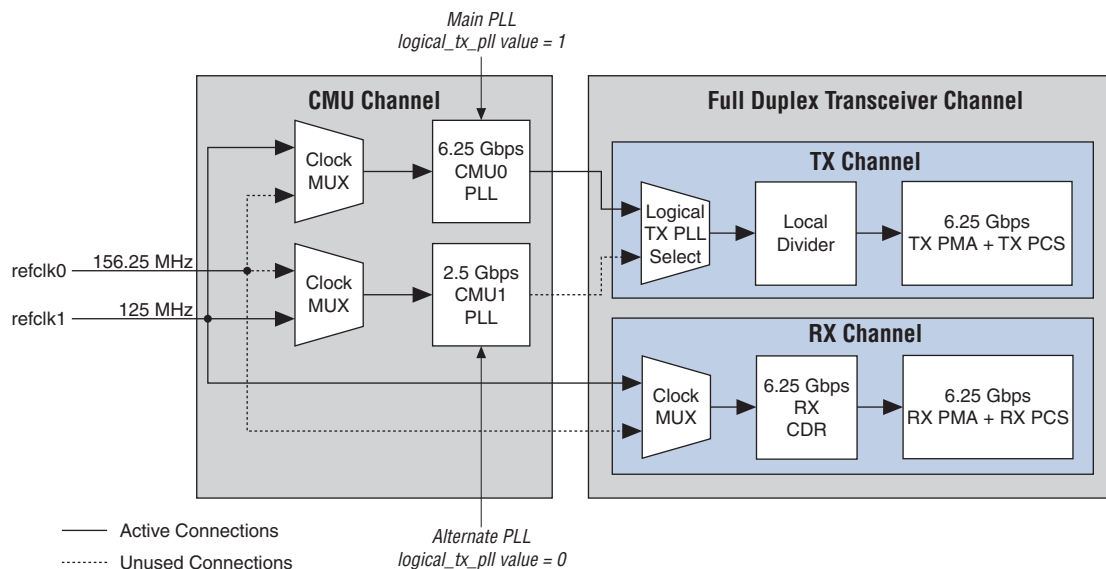 Main PLL
logical_tx_pll value = 1
CMU Channel
Full Duplex Transceiver Channel
Clock
MUX
6.25 Gbps
CMU0
PLL
TX Channel
Logical
TX PLL
Select
Local
Divider
6.25 Gbps
TX PMA + TX PCS
refclk0
156.25 MHz
refclk1
125 MHz
Clock
MUX
2.5 Gbps
CMU1
PLL
RX Channel
Clock
MUX
6.25 Gbps
RX
CDR
6.25 Gbps
RX PMA + RX PCS
Active Connections
Unused Connections
Alternate PLL
logical_tx_pll value = 0